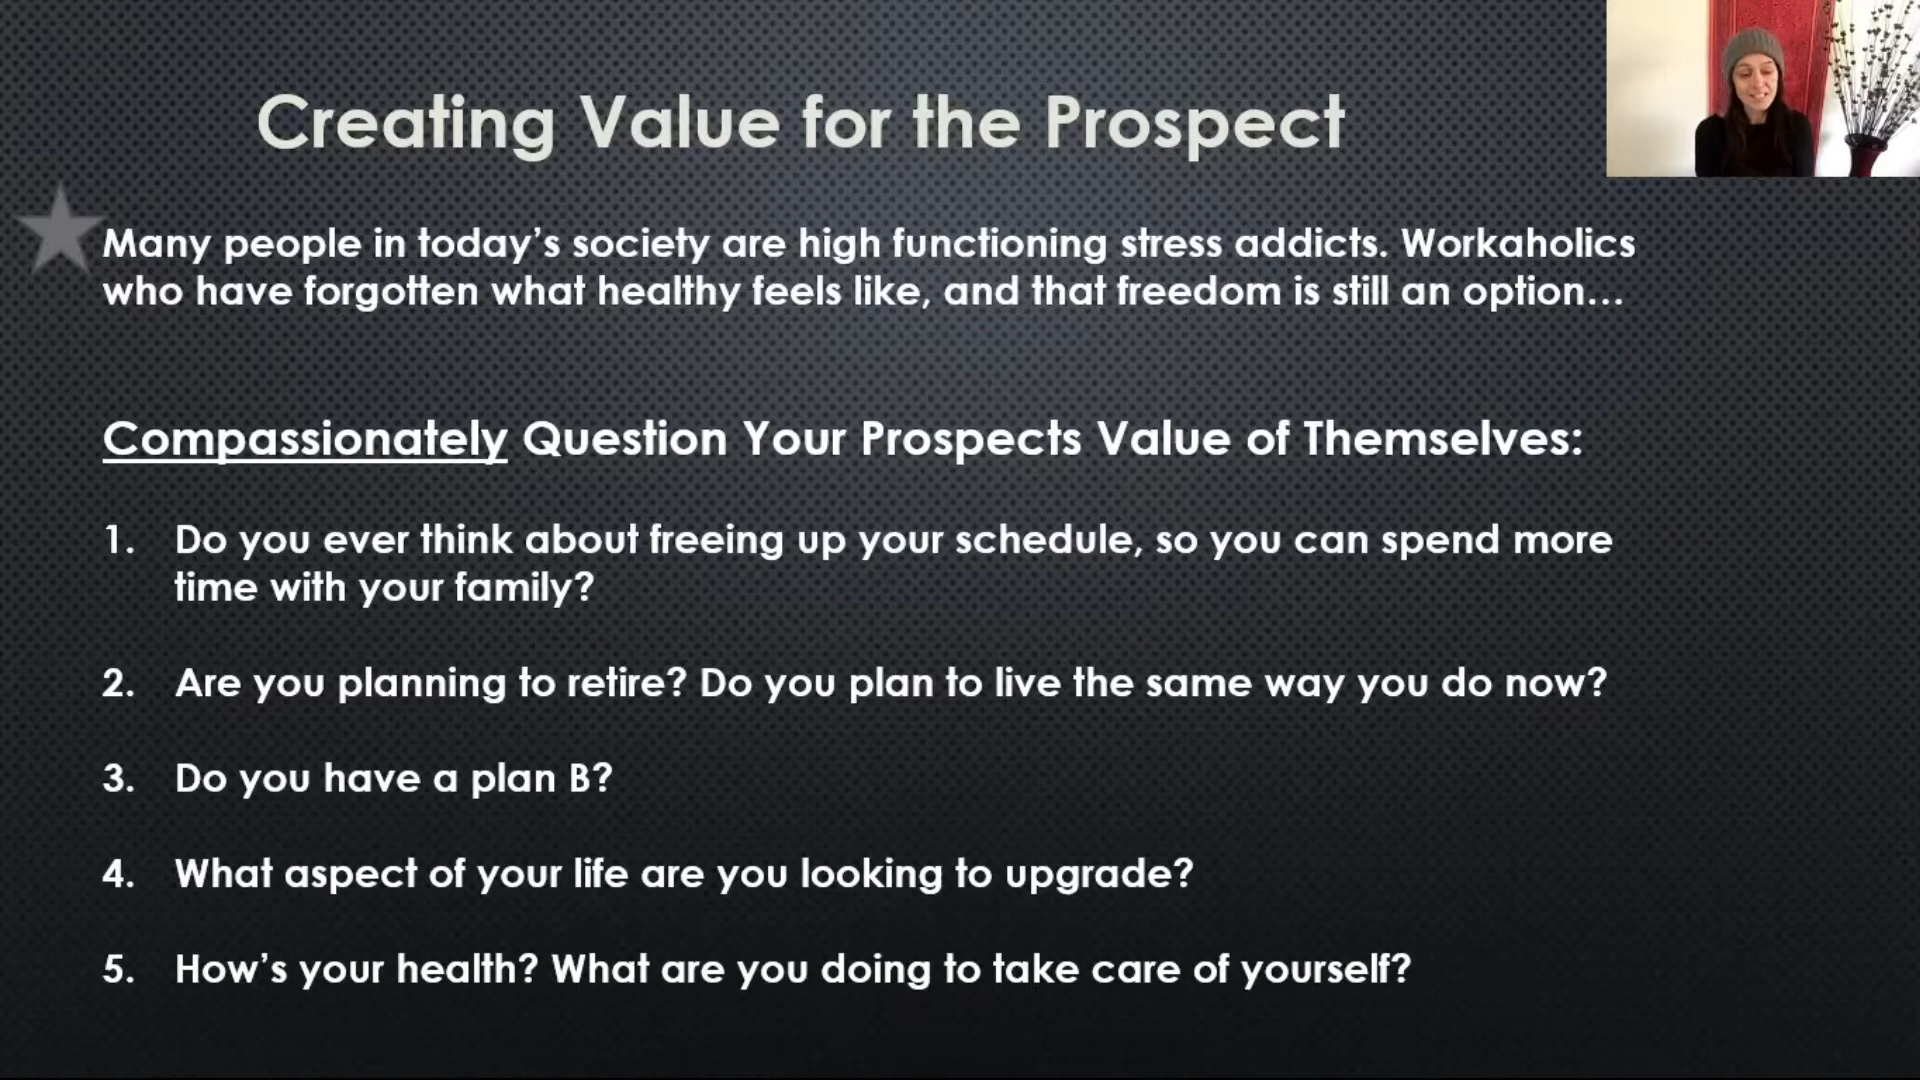 Creating Value for the Prospect
Many people in today's society are high functioning stress addicts. Workaholics
who have forgotten what healthy feels like, and that freedom is still an option...
Compassionately Question Your Prospects Value of Themselves:
1. Do you ever think about freeing up your schedule, so you can spend more
time with your family?
2. Are you planning to retire? Do you plan to live the same way you do now?
3. Do you have a plan B?
4. What aspect of your life are you looking to upgrade?
5. How's your health? What are you doing to take care of yourself?